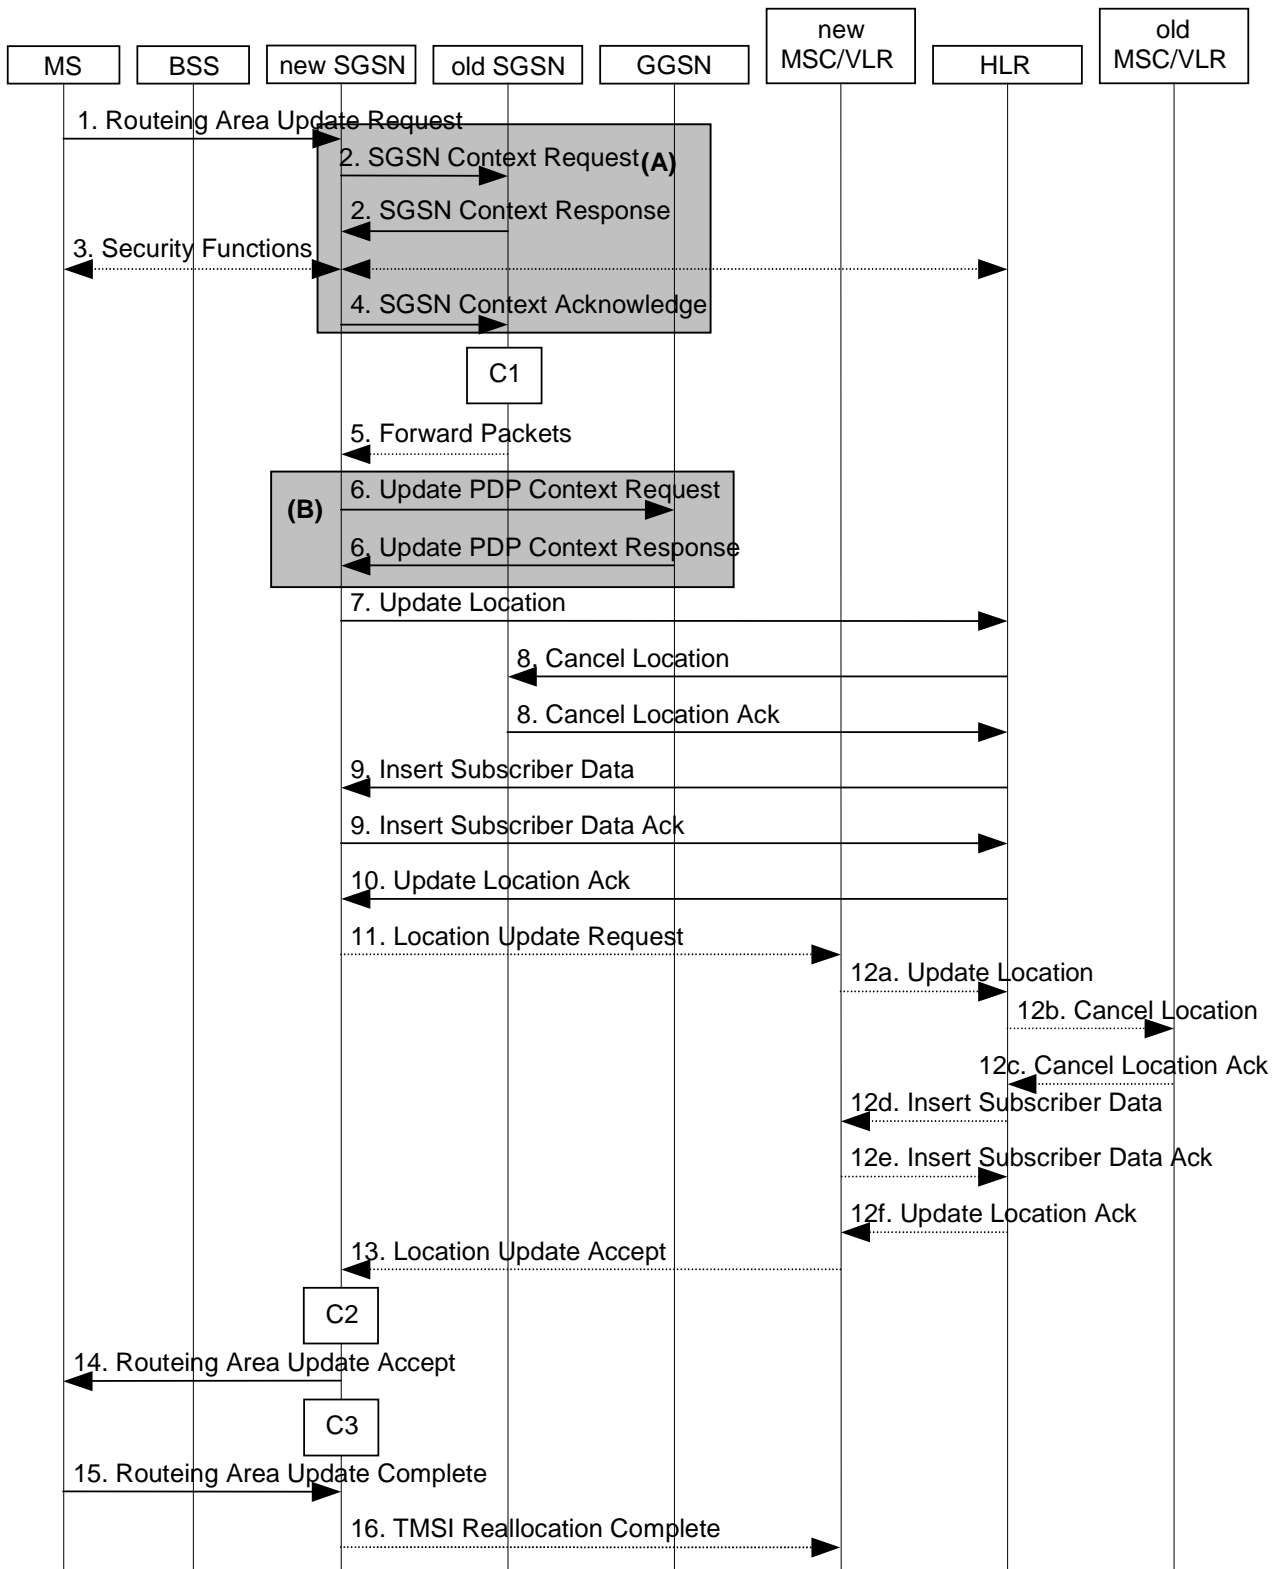 new
MSC/VLR
old
MSC/VLR
MS
BSS
new SGSN
old SGSN
GGSN
HLR
1. Routeing Area Update Request
2. SGSN Context Request
(A)
2. SGSN Context Response
3. Security Functions
4. SGSN Context Acknowledge
C1
5. Forward Packets
6. Update PDP Context Request
(B)
6. Update PDP Context Response
7. Update Location
8. Cancel Location
8. Cancel Location Ack
9. Insert Subscriber Data
9. Insert Subscriber Data Ack
10. Update Location Ack
11. Location Update Request
12a. Update Location
12b. Cancel Location
12c. Cancel Location Ack
12d. Insert Subscriber Data
12e. Insert Subscriber Data Ack
12f. Update Location Ack
13. Location Update Accept
C2
14. Routeing Area Update Accept
C3
15. Routeing Area Update Complete
16. TMSI Reallocation Complete